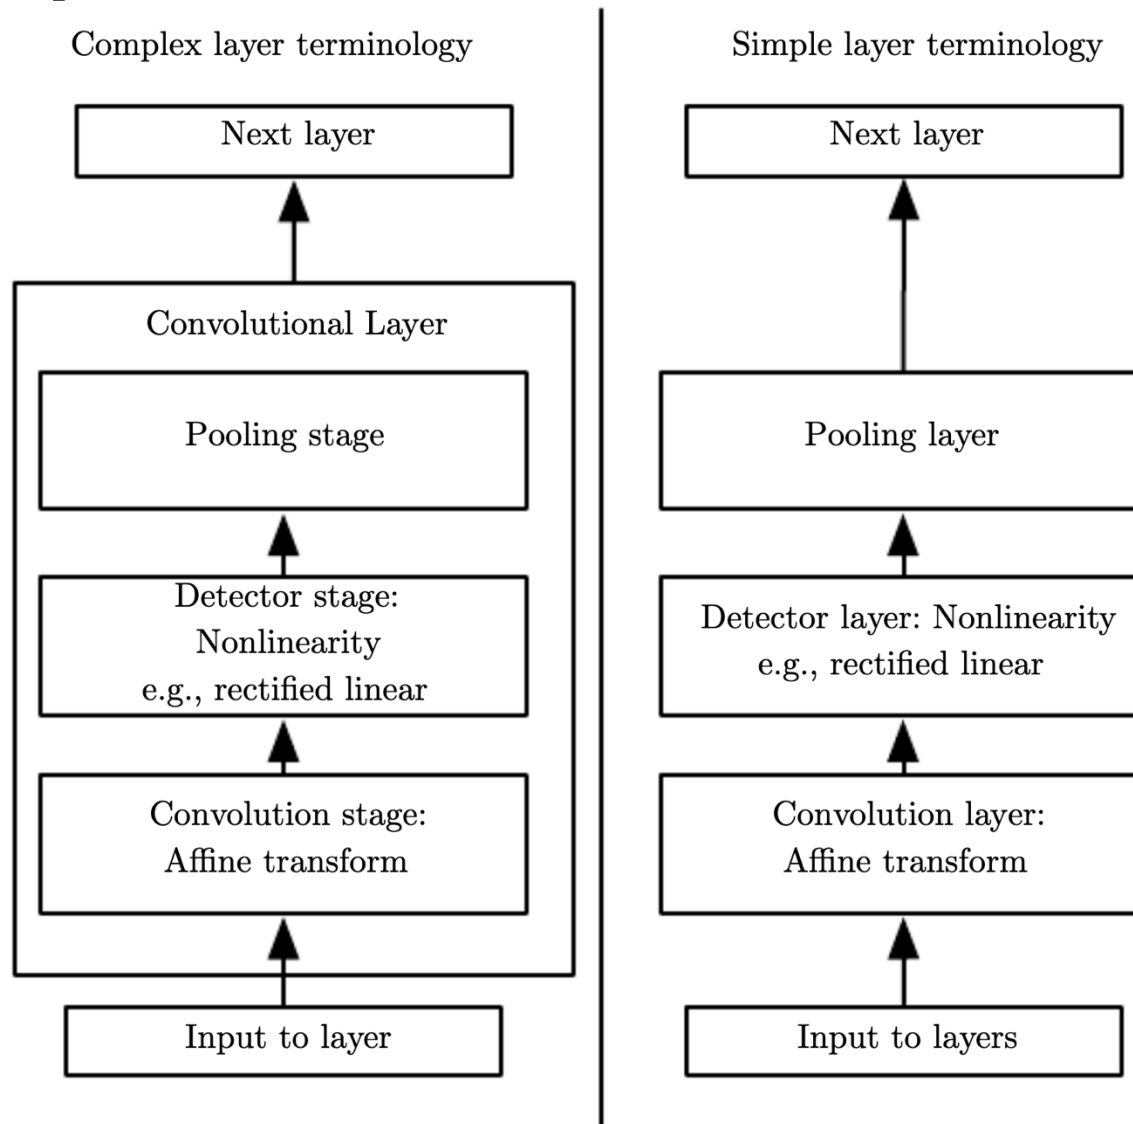 Complex layer terminology
Next layer
Convolutional Layer
Pooling stage
Detector stage:
Nonlinearity
e.g., rectified linear
Convolution stage:
Affine transform
Input to layer
Simple layer terminology
Next layer
Pooling layer
Detector layer: Nonlinearity
e.g., rectified linear
Convolution layer:
Affine transform
Input to layers